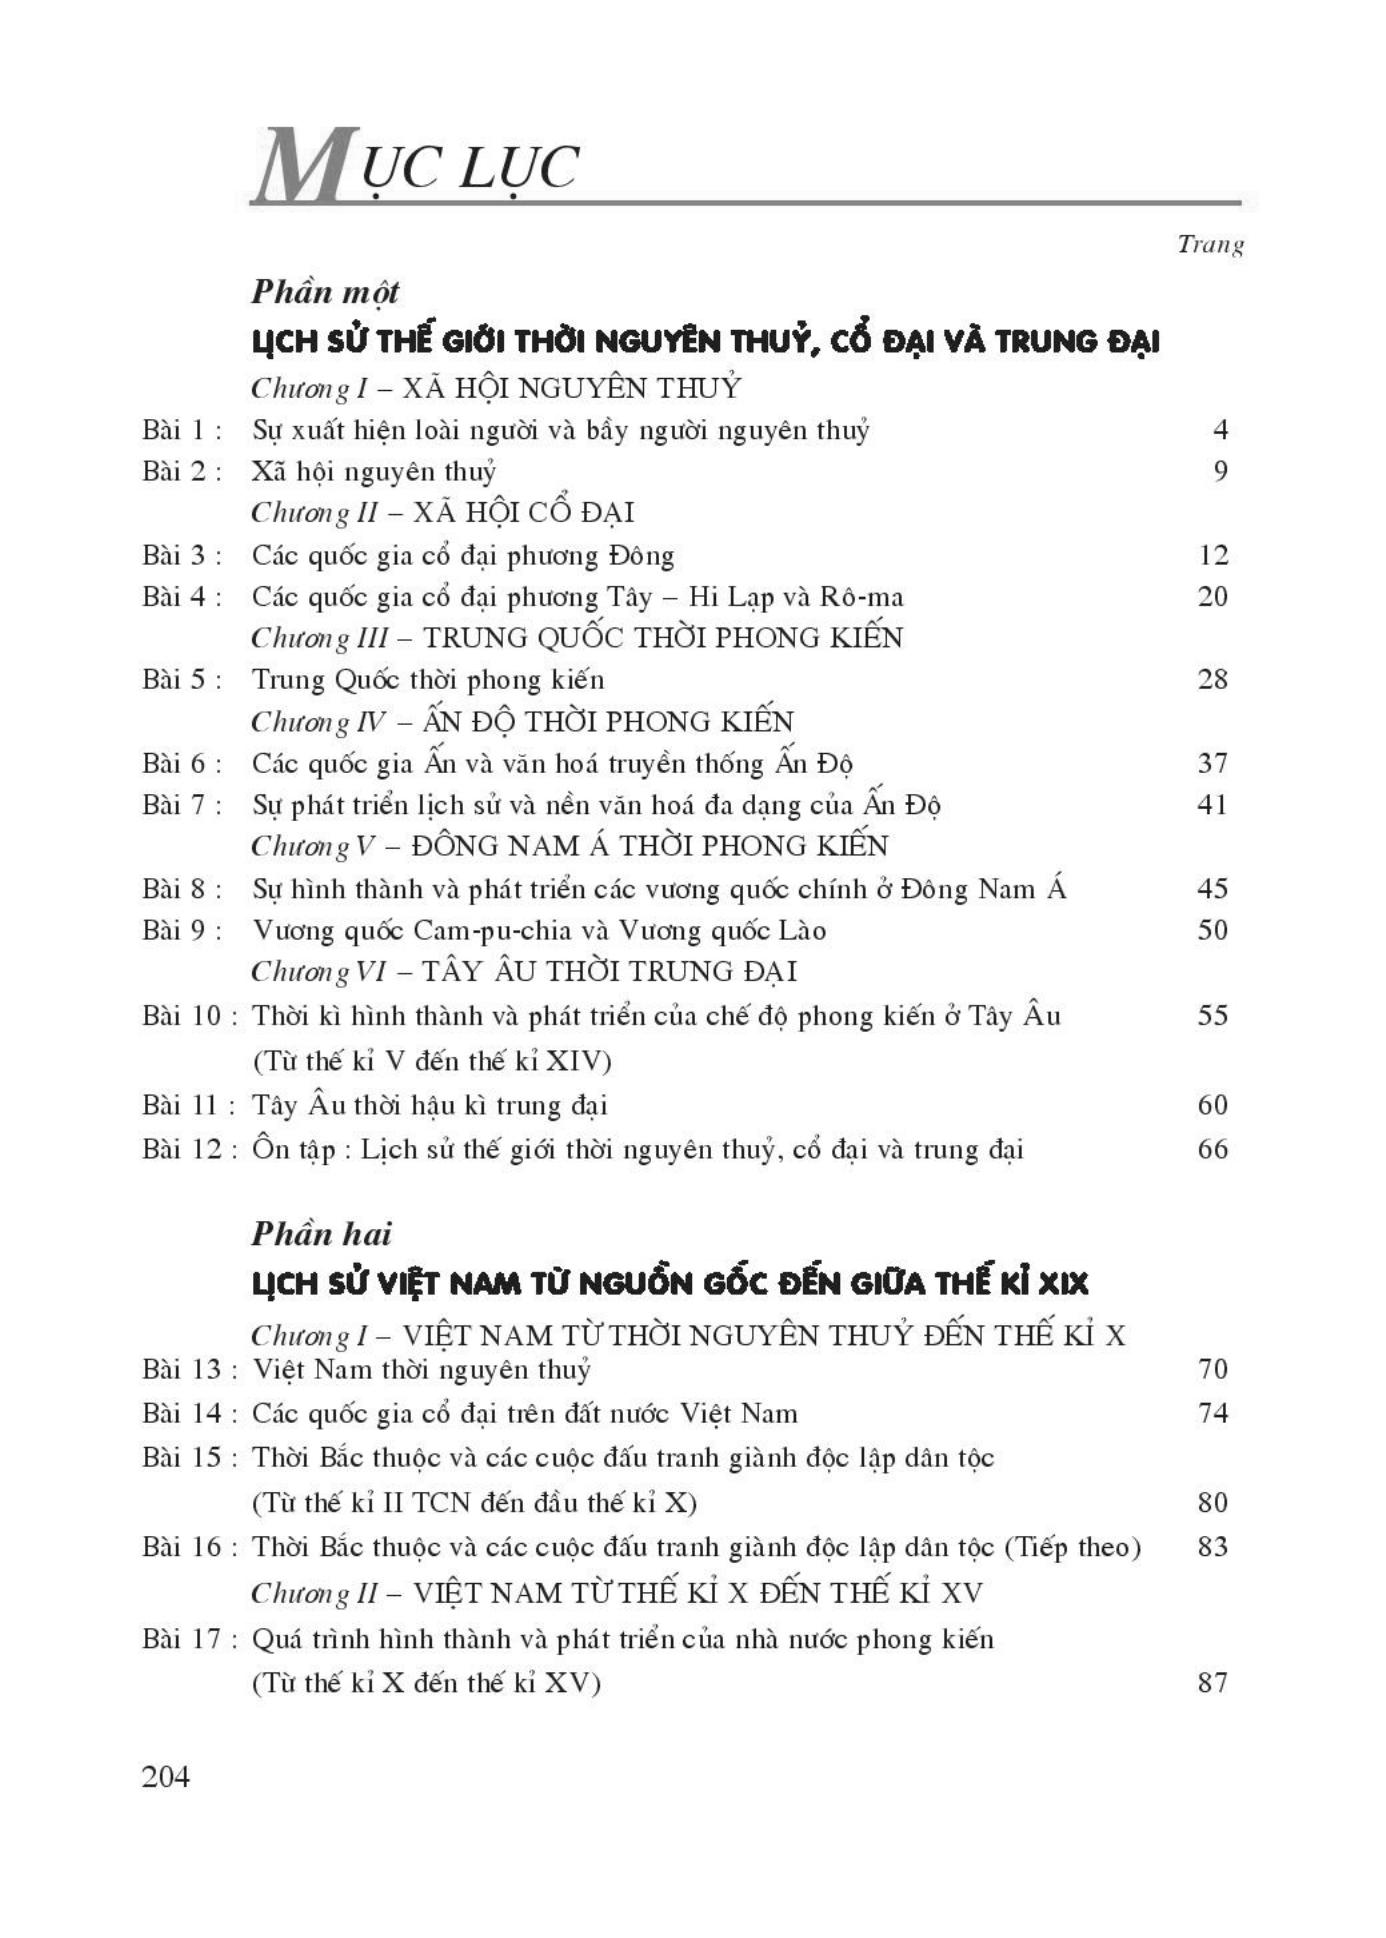 MỤC LỤC
Trang
Phần một
LỊCH SỬ THẾ GIỚI THỜI NGUYÊN THUỶ, CỔ ĐẠI VÀ TRUNG ĐẠI
Chương I – XÃ HỘI NGUYÊN THUỶ
Bài 1 : Sự xuất hiện loài người và bầy người nguyên thuỷ 4
Bài 2 : Xã hội nguyên thuỷ 9
Chương II – XÃ HỘI CỔ ĐẠI
Bài 3 : Các quốc gia cổ đại phương Đông 12
Bài 4 : Các quốc gia cổ đại phương Tây – Hi Lạp và Rô-ma 20
Chương III – TRUNG QUỐC THỜI PHONG KIẾN
Bài 5 : Trung Quốc thời phong kiến 28
Chương IV – ẤN ĐỘ THỜI PHONG KIẾN
Bài 6 : Các quốc gia Ấn và văn hoá truyền thống Ấn Độ 37
Bài 7 : Sự phát triển lịch sử và nền văn hoá đa dạng của Ấn Độ 41
Chương V – ĐÔNG NAM Á THỜI PHONG KIẾN
Bài 8 : Sự hình thành và phát triển các vương quốc chính ở Đông Nam Á 45
Bài 9 : Vương quốc Cam-pu-chia và Vương quốc Lào 50
Chương VI – TÂY ÂU THỜI TRUNG ĐẠI
Bài 10 : Thời kì hình thành và phát triển của chế độ phong kiến ở Tây Âu 55
(Từ thế kỉ V đến thế kỉ XIV)
Bài 11 : Tây Âu thời hậu kì trung đại 60
Bài 12 : Ôn tập : Lịch sử thế giới thời nguyên thuỷ, cổ đại và trung đại 66
Phần hai
LỊCH SỬ VIỆT NAM TỪ NGUỒN GỐC ĐẾN GIỮA THẾ KỈ XIX
Chương I – VIỆT NAM TỪ THỜI NGUYÊN THUỶ ĐẾN THẾ KỈ X
Bài 13 : Việt Nam thời nguyên thuỷ 70
Bài 14 : Các quốc gia cổ đại trên đất nước Việt Nam 74
Bài 15 : Thời Bắc thuộc và các cuộc đấu tranh giành độc lập dân tộc
(Từ thế kỉ II TCN đến đầu thế kỉ X) 80
Bài 16 : Thời Bắc thuộc và các cuộc đấu tranh giành độc lập dân tộc (Tiếp theo) 83
Chương II – VIỆT NAM TỪ THẾ KỈ X ĐẾN THẾ KỈ XV
Bài 17 : Quá trình hình thành và phát triển của nhà nước phong kiến
(Từ thế kỉ X đến thế kỉ XV) 87
204